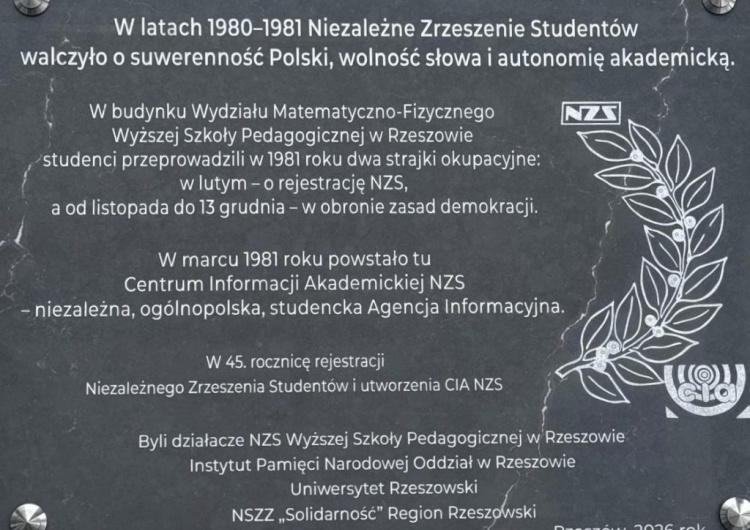 W latach 1980–1981 Niezależne Zrzeszenie Studentów
walczyło o suwerenność Polski, wolność słowa i autonomię akademicką.
W budynku Wydziału Matematyczno-Fizycznego
Wyższej Szkoły Pedagogicznej w Rzeszowie
studenci przeprowadzili w 1981 roku dwa strajki okupacyjne:
w lutym – o rejestrację NZS,
a od listopada do 13 grudnia – w obronie zasad demokracji.
NZS
W marcu 1981 roku powstało tu
Centrum Informacji Akademickiej NZS
– niezależna, ogólnopolska, studencka Agencja Informacyjna.
W 45. rocznicę rejestracji
Niezależnego Zrzeszenia Studentów i utworzenia CIA NZS
cia
Byli działacze NZS Wyższej Szkoły Pedagogicznej w Rzeszowie
Instytut Pamięci Narodowej Oddział w Rzeszowie
Uniwersytet Rzeszowski
NSZZ „Solidarność” Region Rzeszowski
Rzeszów, 2026 rok